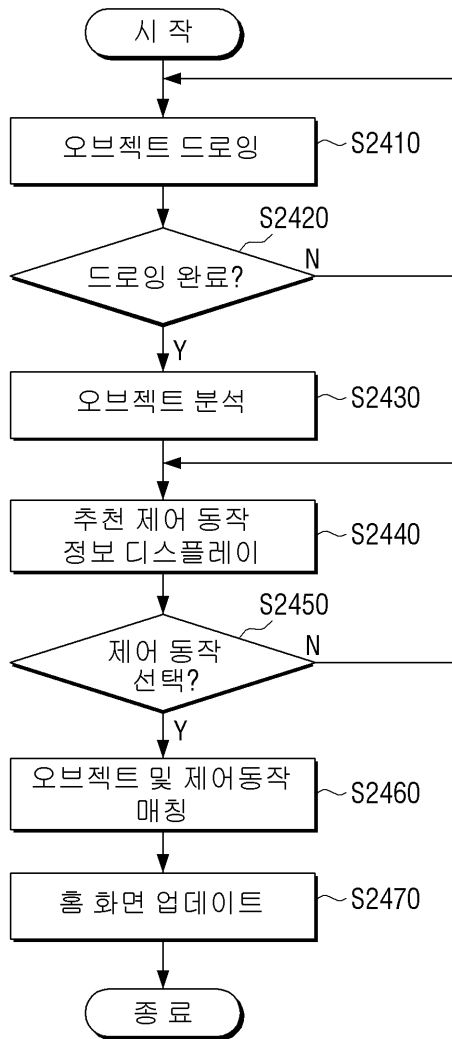 시 작
오브젝트 드로잉
S2410
S2420
드로잉 완료?
N
Y
오브젝트 분석
S2430
추천 제어 동작
정보 디스플레이
S2440
S2450
제어 동작
선택?
N
Y
오브젝트 및 제어동작
매칭
S2460
홈 화면 업데이트
S2470
종 료